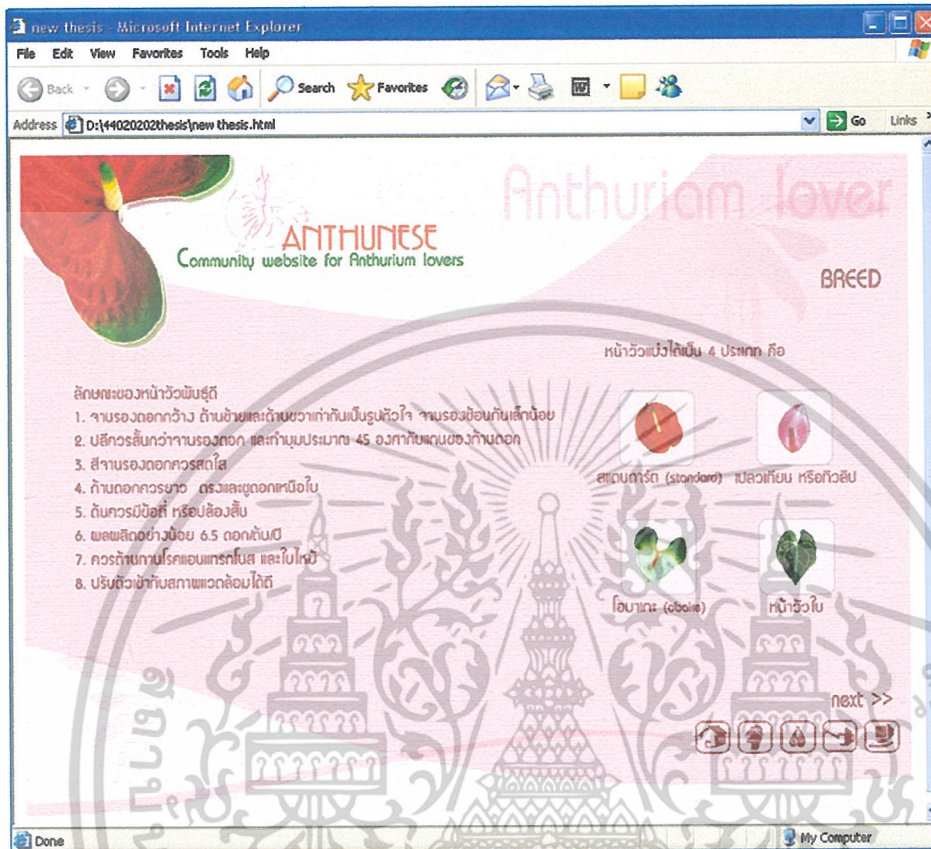 new thesis - Microsoft Internet Explorer
File Edit View Favorites Tools Help
Back Search Favorites
Address D:\44020202thesis\new thesis.html Go Links
Anthuriam lover
ANTHUNESE
Community website for Anthurium lovers
BREED
หน้าวัวแบ่งได้เป็น 4 ประเภท คือ
ลักษณะของหน้าวัวพันธุ์ดี
1. จานรองดอกกว้าง ด้านซ้ายและด้านขวาเท่ากันเป็นรูปหัวใจ จานรองซ้อนกันเล็กน้อย
2. ปลีควรสั้นกว่าจานรองดอก และทำมุมประมาณ 45 องศากับแกนของก้านดอก
3. สีจานรองดอกควรสดใส
4. ก้านดอกควรยาว ตรงและชูดอกเหนือใบ
5. ต้นควรมีข้อถี่ หรือปล้องสั้น
6. ผลผลิตอย่างน้อย 6.5 ดอก/ต้น/ปี
7. ควรต้านทานโรคแอนแทรกโนส และใบไหม้
8. ปรับตัวเข้ากับสภาพแวดล้อมได้ดี
สแตนดาร์ด (standard) เปลวเทียน หรือทิวลิป
โอบาเกะ (obake) หน้าวัวใบ
next >>
Done My Computer